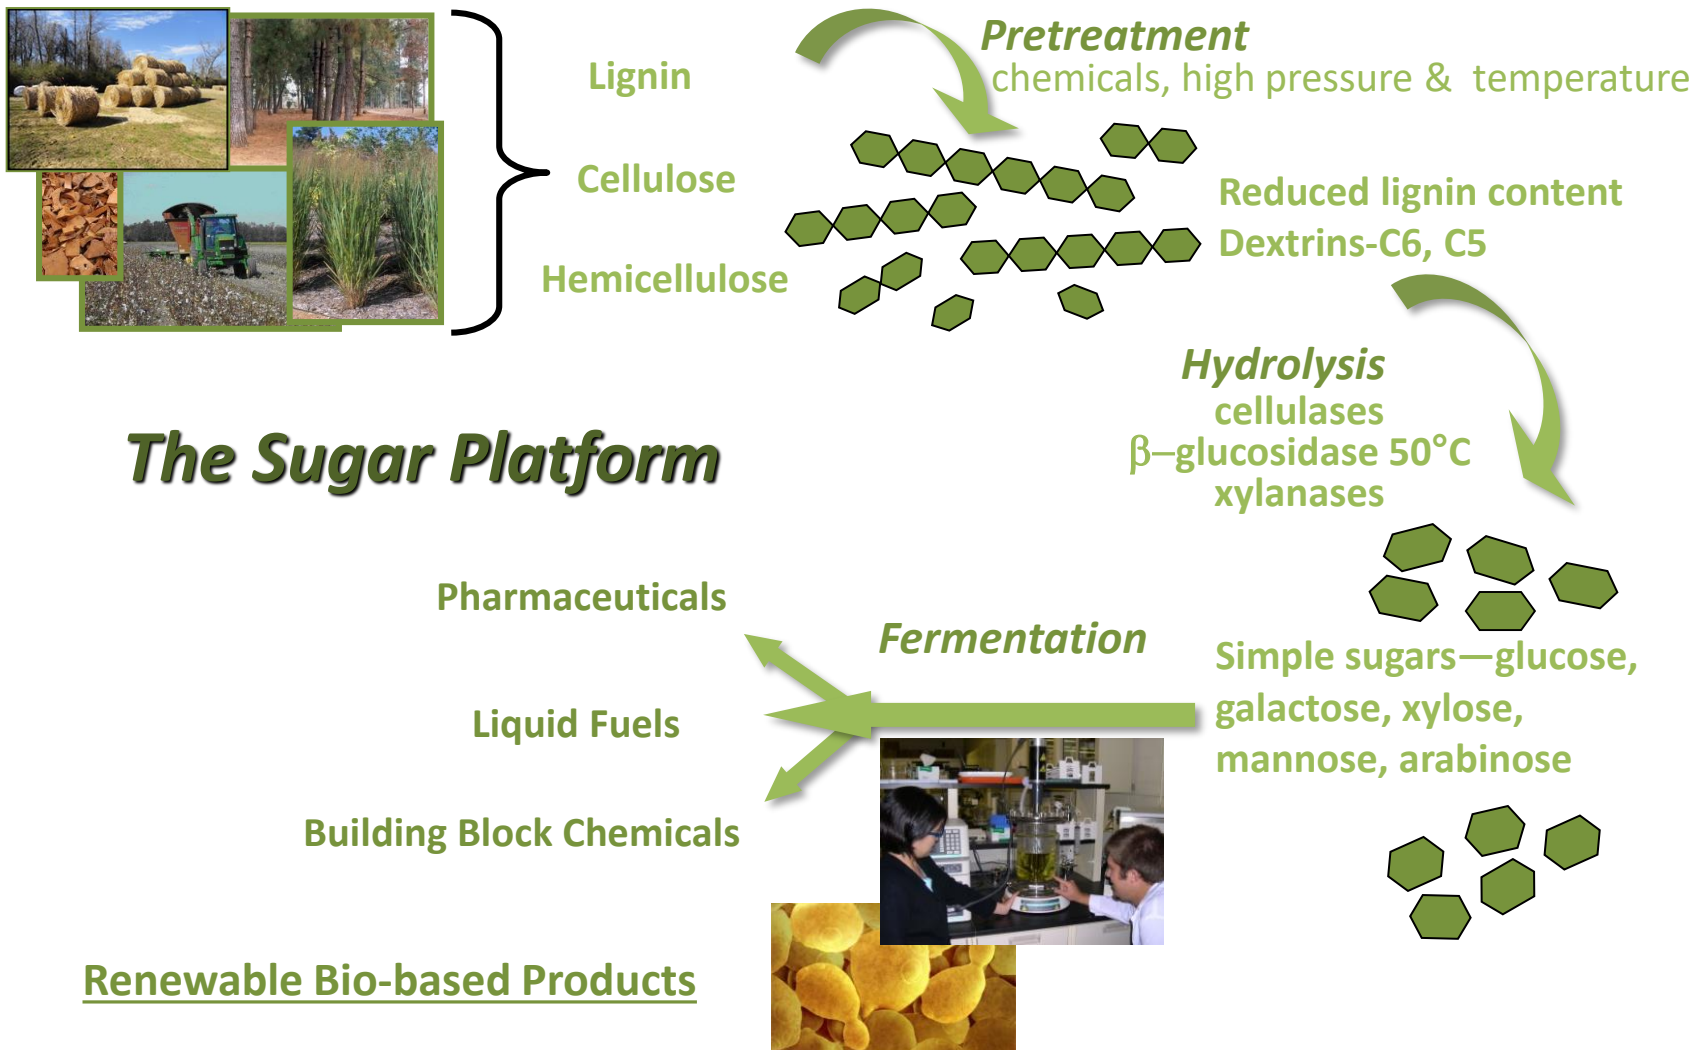 Lignin
Cellulose
Hemicellulose
Pretreatment
chemicals, high pressure & temperature
Reduced lignin content
Dextrins-C6, C5
Hydrolysis
cellulases
β–glucosidase 50°C
xylanases
The Sugar Platform
Simple sugars—glucose,
galactose, xylose,
mannose, arabinose
Fermentation
Pharmaceuticals
Liquid Fuels
Building Block Chemicals
Renewable Bio-based Products